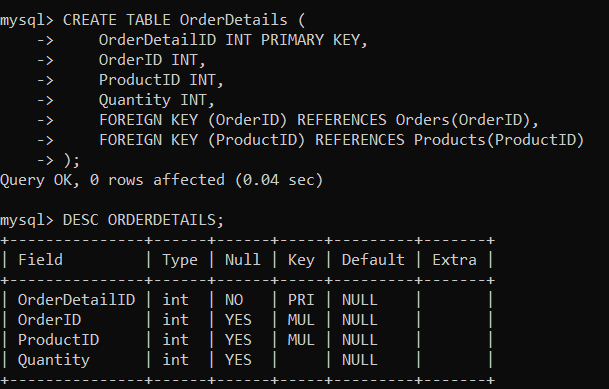 mysql> CREATE TABLE OrderDetails (
    ->     OrderDetailID INT PRIMARY KEY,
    ->     OrderID INT,
    ->     ProductID INT,
    ->     Quantity INT,
    ->     FOREIGN KEY (OrderID) REFERENCES Orders(OrderID),
    ->     FOREIGN KEY (ProductID) REFERENCES Products(ProductID)
    -> );
Query OK, 0 rows affected (0.04 sec)

mysql> DESC ORDERDETAILS;
+---------------+------+------+-----+---------+-------+
| Field         | Type | Null | Key | Default | Extra |
+---------------+------+------+-----+---------+-------+
| OrderDetailID | int  | NO   | PRI | NULL    |       |
| OrderID       | int  | YES  | MUL | NULL    |       |
| ProductID     | int  | YES  | MUL | NULL    |       |
| Quantity      | int  | YES  |     | NULL    |       |
+---------------+------+------+-----+---------+-------+